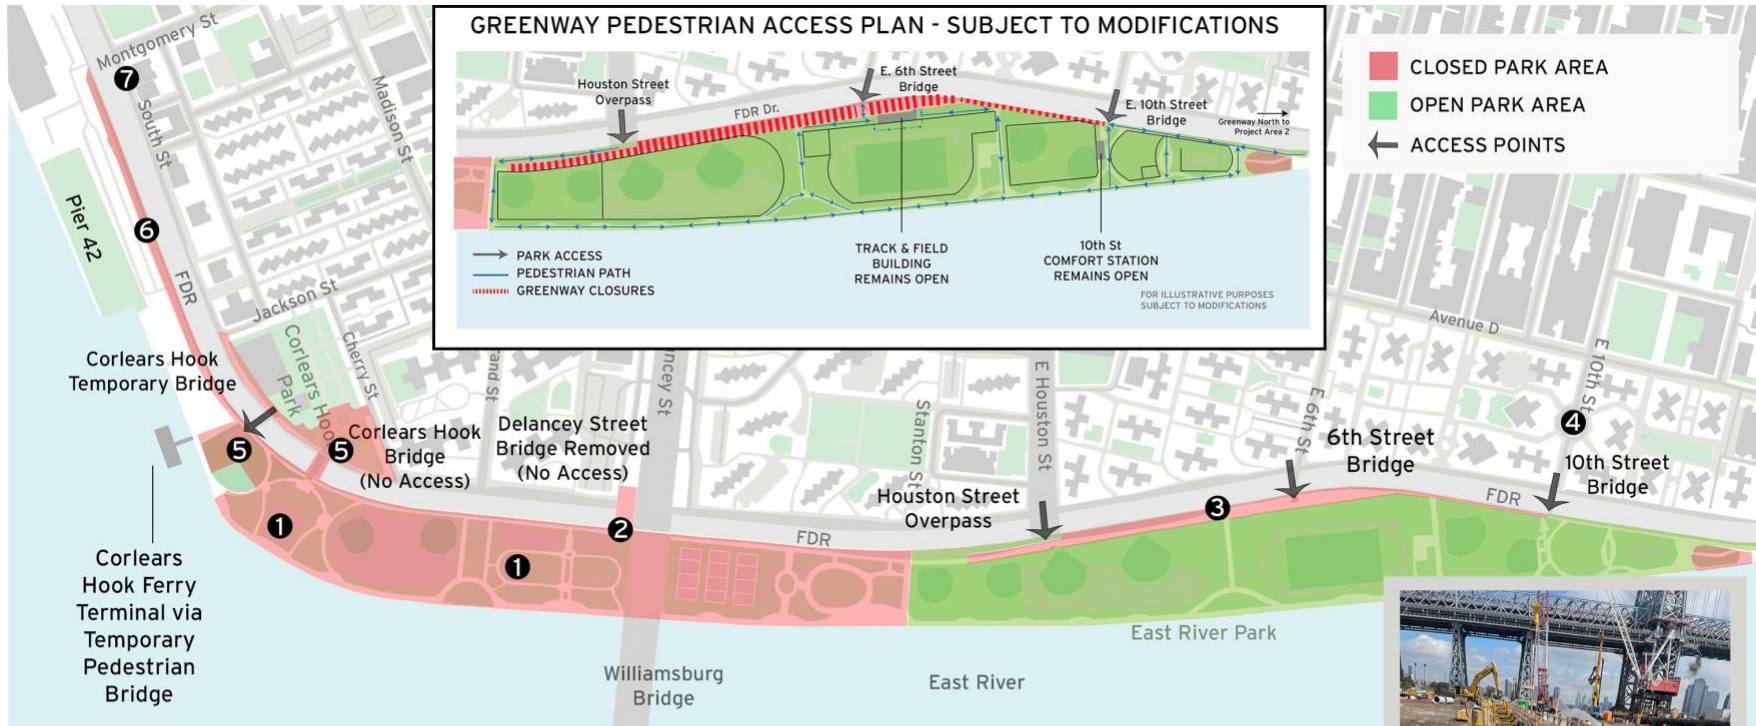 GREENWAY PEDESTRIAN ACCESS PLAN - SUBJECT TO MODIFICATIONS
Houston Street
Overpass
E. 6th Street
Bridge
FDR Dr.
E. 10th Street
Bridge
Greenway North to
Project Area 2
TRACK & FIELD
BUILDING
REMAINS OPEN
10th St
COMFORT STATION
REMAINS OPEN
PARK ACCESS
PEDESTRIAN PATH
GREENWAY CLOSURES
FOR ILLUSTRATIVE PURPOSES
SUBJECT TO MODIFICATIONS
CLOSED PARK AREA
OPEN PARK AREA
ACCESS POINTS
Montgomery St
7
South St
Madison St
Pier 42
6
FDR
Jackson St
Corlears Hook
Park
Cherry St
Corlears Hook
Temporary Bridge
5
5
Corlears Hook
Bridge
(No Access)
rand St
Delancey Street
Bridge Removed
(No Access)
ncey St
1
1
2
FDR
Stanton St
E Houston St
Houston Street
Overpass
3
E 6th St
6th Street
Bridge
Avenue D
E 10th St
4
10th Street
Bridge
FDR
Corlears
Hook Ferry
Terminal via
Temporary
Pedestrian
Bridge
Williamsburg
Bridge
East River
East River Park